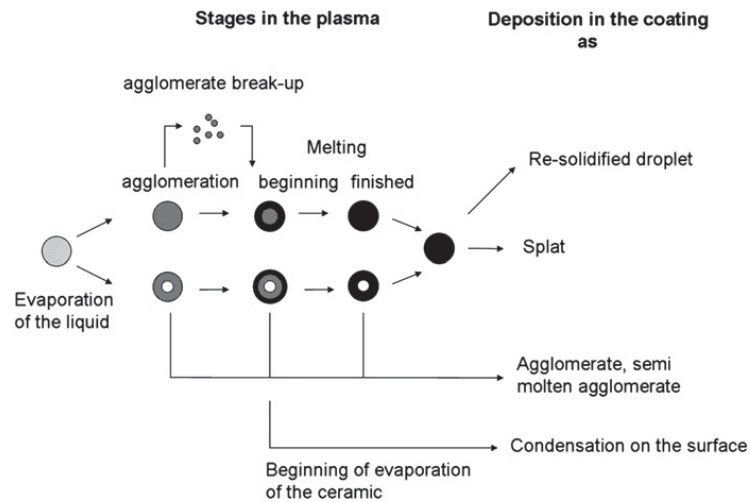 Stages in the plasma
Deposition in the coating
as
agglomerate break-up
Melting
agglomeration
beginning
finished
Re-solidified droplet
Splat
Evaporation
of the liquid
Agglomerate, semi
molten agglomerate
Condensation on the surface
Beginning of evaporation
of the ceramic